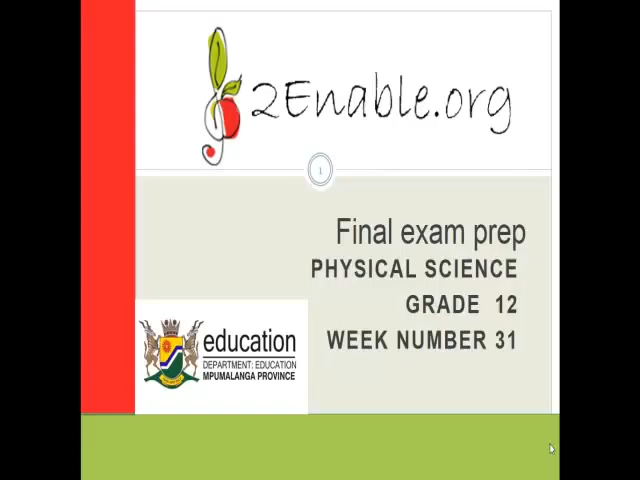 2Enable.org
1
Final exam prep
PHYSICAL SCIENCE
GRADE 12
WEEK NUMBER 31
education
DEPARTMENT: EDUCATION
MPUMALANGA PROVINCE